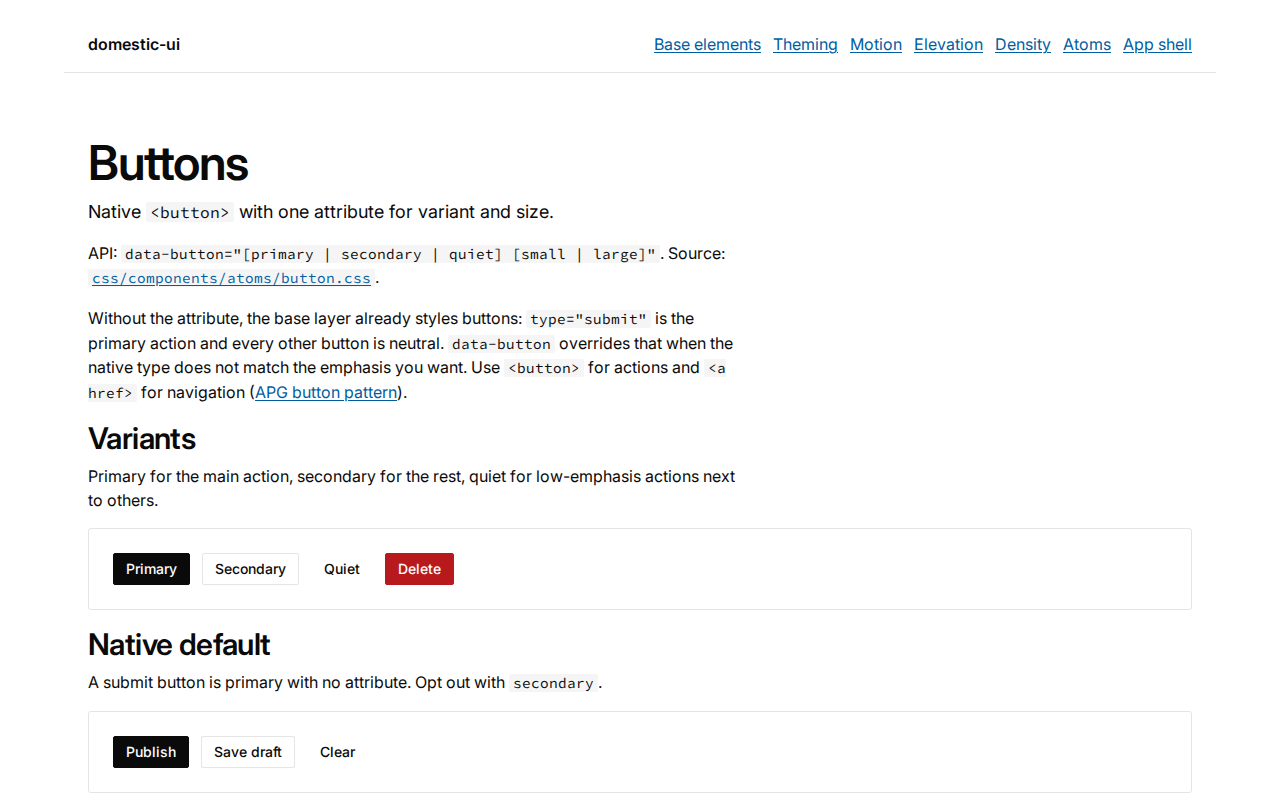 domestic-ui
Base elements Theming Motion Elevation Density Atoms App shell
Buttons
Native <button> with one attribute for variant and size.
API: data-button="[primary | secondary | quiet] [small | large]". Source:
css/components/atoms/button.css.
Without the attribute, the base layer already styles buttons: type="submit" is the
primary action and every other button is neutral. data-button overrides that when the
native type does not match the emphasis you want. Use <button> for actions and <a
href> for navigation (APG button pattern).
Variants
Primary for the main action, secondary for the rest, quiet for low-emphasis actions next
to others.
Primary Secondary Quiet Delete
Native default
A submit button is primary with no attribute. Opt out with secondary.
Publish Save draft Clear